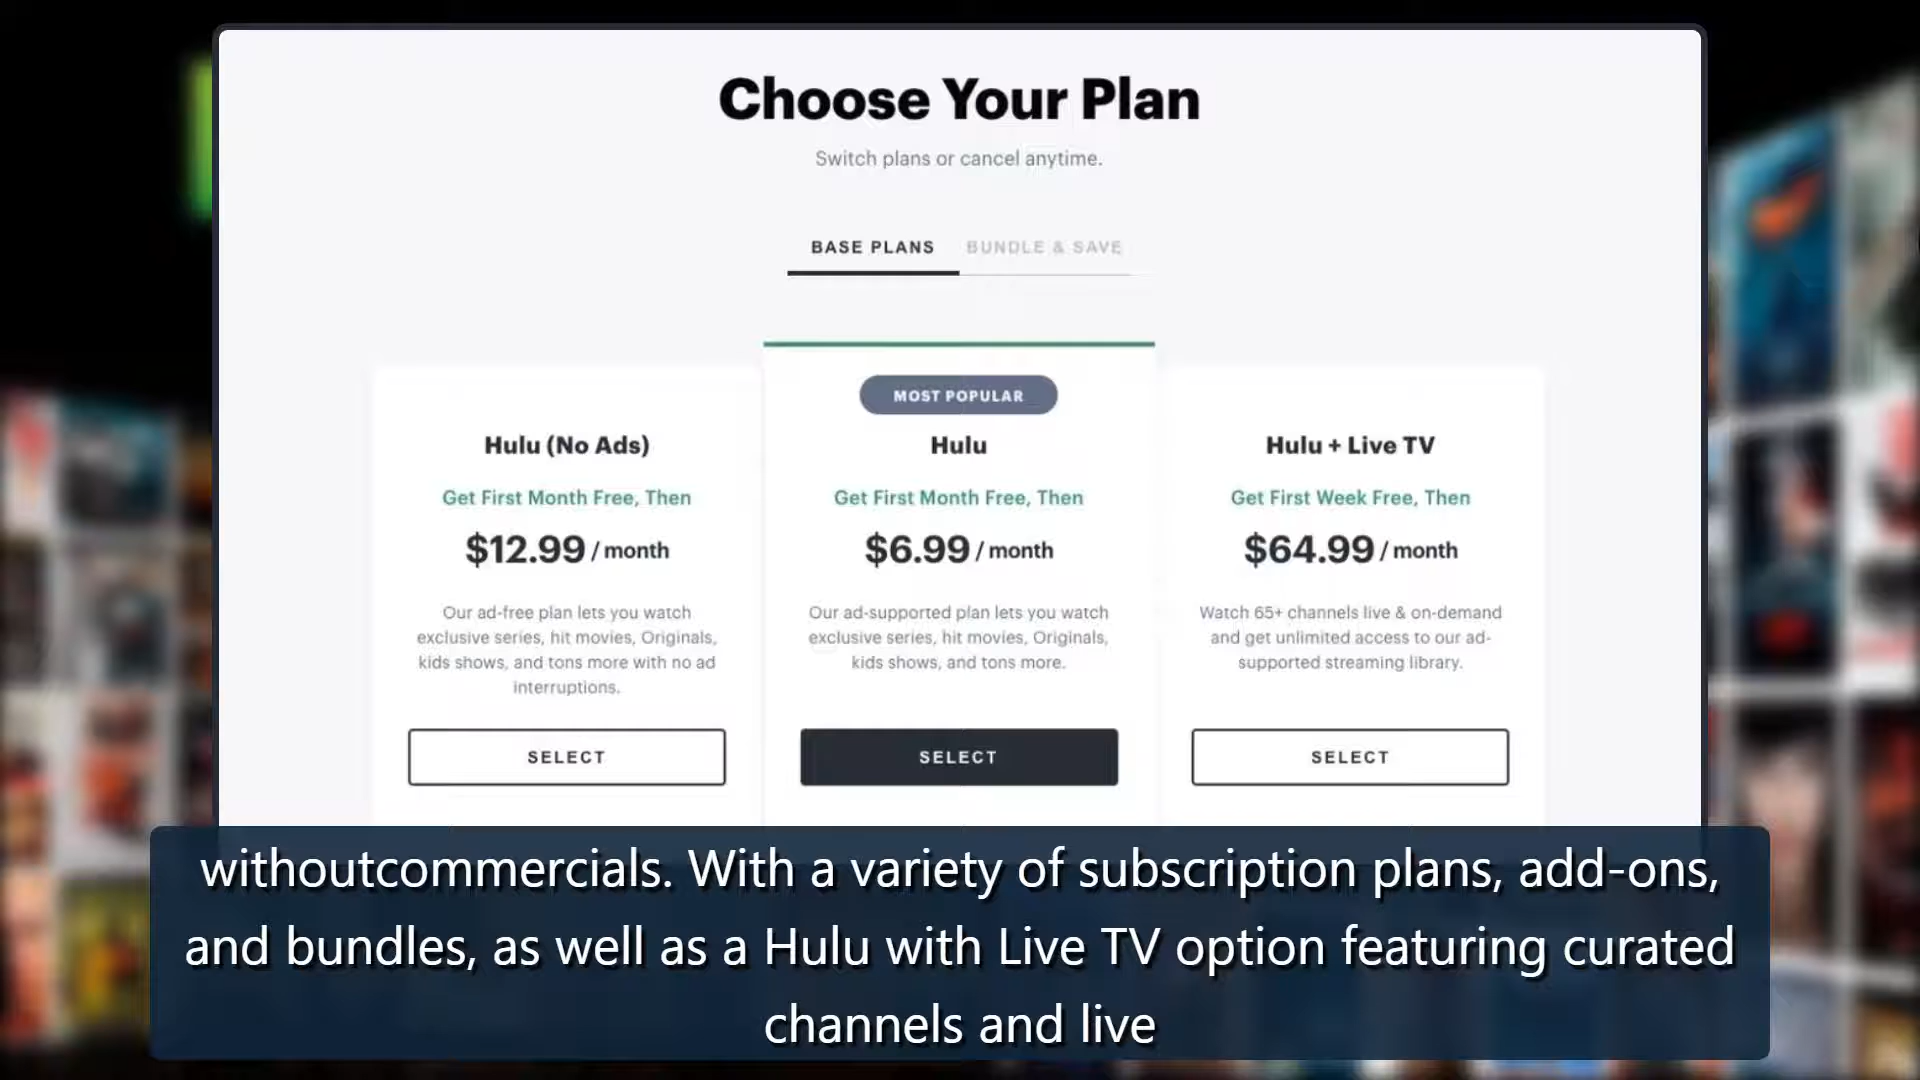 Choose Your Plan
Switch plans or cancel anytime.
BASE PLANS BUNDLE & SAVE
Hulu (No Ads)
Get First Month Free, Then
$12.99 / month
Our ad-free plan lets you watch
exclusive series, hit movies, Originals,
kids shows, and tons more with no ad
interruptions.
SELECT
MOST POPULAR
Hulu
Get First Month Free, Then
$6.99 / month
Our ad-supported plan lets you watch
exclusive series, hit movies, Originals,
kids shows, and tons more.
SELECT
Hulu + Live TV
Get First Week Free, Then
$64.99 / month
Watch 65+ channels live & on-demand
and get unlimited access to our ad-
supported streaming library.
SELECT
withoutcommercials. With a variety of subscription plans, add-ons,
and bundles, as well as a Hulu with Live TV option featuring curated
channels and live